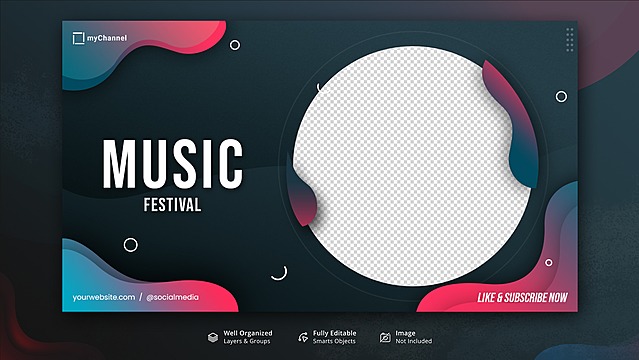 myChannel
MUSIC
FESTIVAL
yourwebsite.com / @socialmedia
LIKE & SUBSCRIBE NOW
Well Organized
Layers & Groups
Fully Editable
Smarts Objects
Image
Not Included